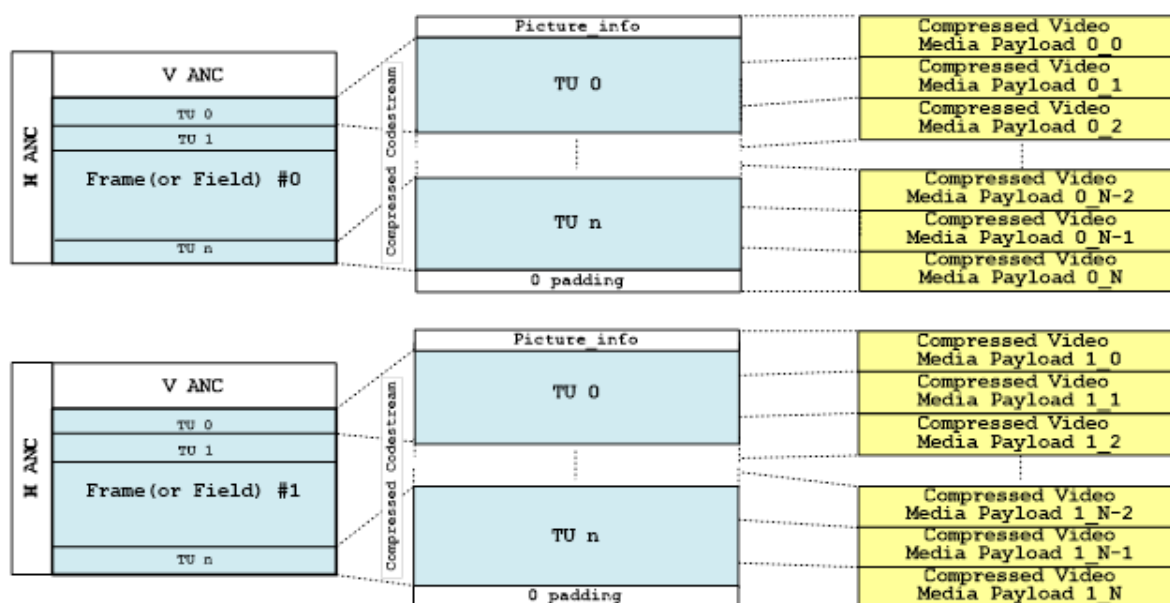 H ANC
V ANC
TU 0
TU 1
Frame(or Field) #0
TU n
Compressed Codestream
Picture_info
TU 0
TU n
0 padding
Compressed Video
Media Payload 0_0
Compressed Video
Media Payload 0_1
Compressed Video
Media Payload 0_2
Compressed Video
Media Payload 0_N-2
Compressed Video
Media Payload 0_N-1
Compressed Video
Media Payload 0_N
H ANC
V ANC
TU 0
TU 1
Frame(or Field) #1
TU n
Compressed Codestream
Picture_info
TU 0
TU n
0 padding
Compressed Video
Media Payload 1_0
Compressed Video
Media Payload 1_1
Compressed Video
Media Payload 1_2
Compressed Video
Media Payload 1_N-2
Compressed Video
Media Payload 1_N-1
Compressed Video
Media Payload 1_N